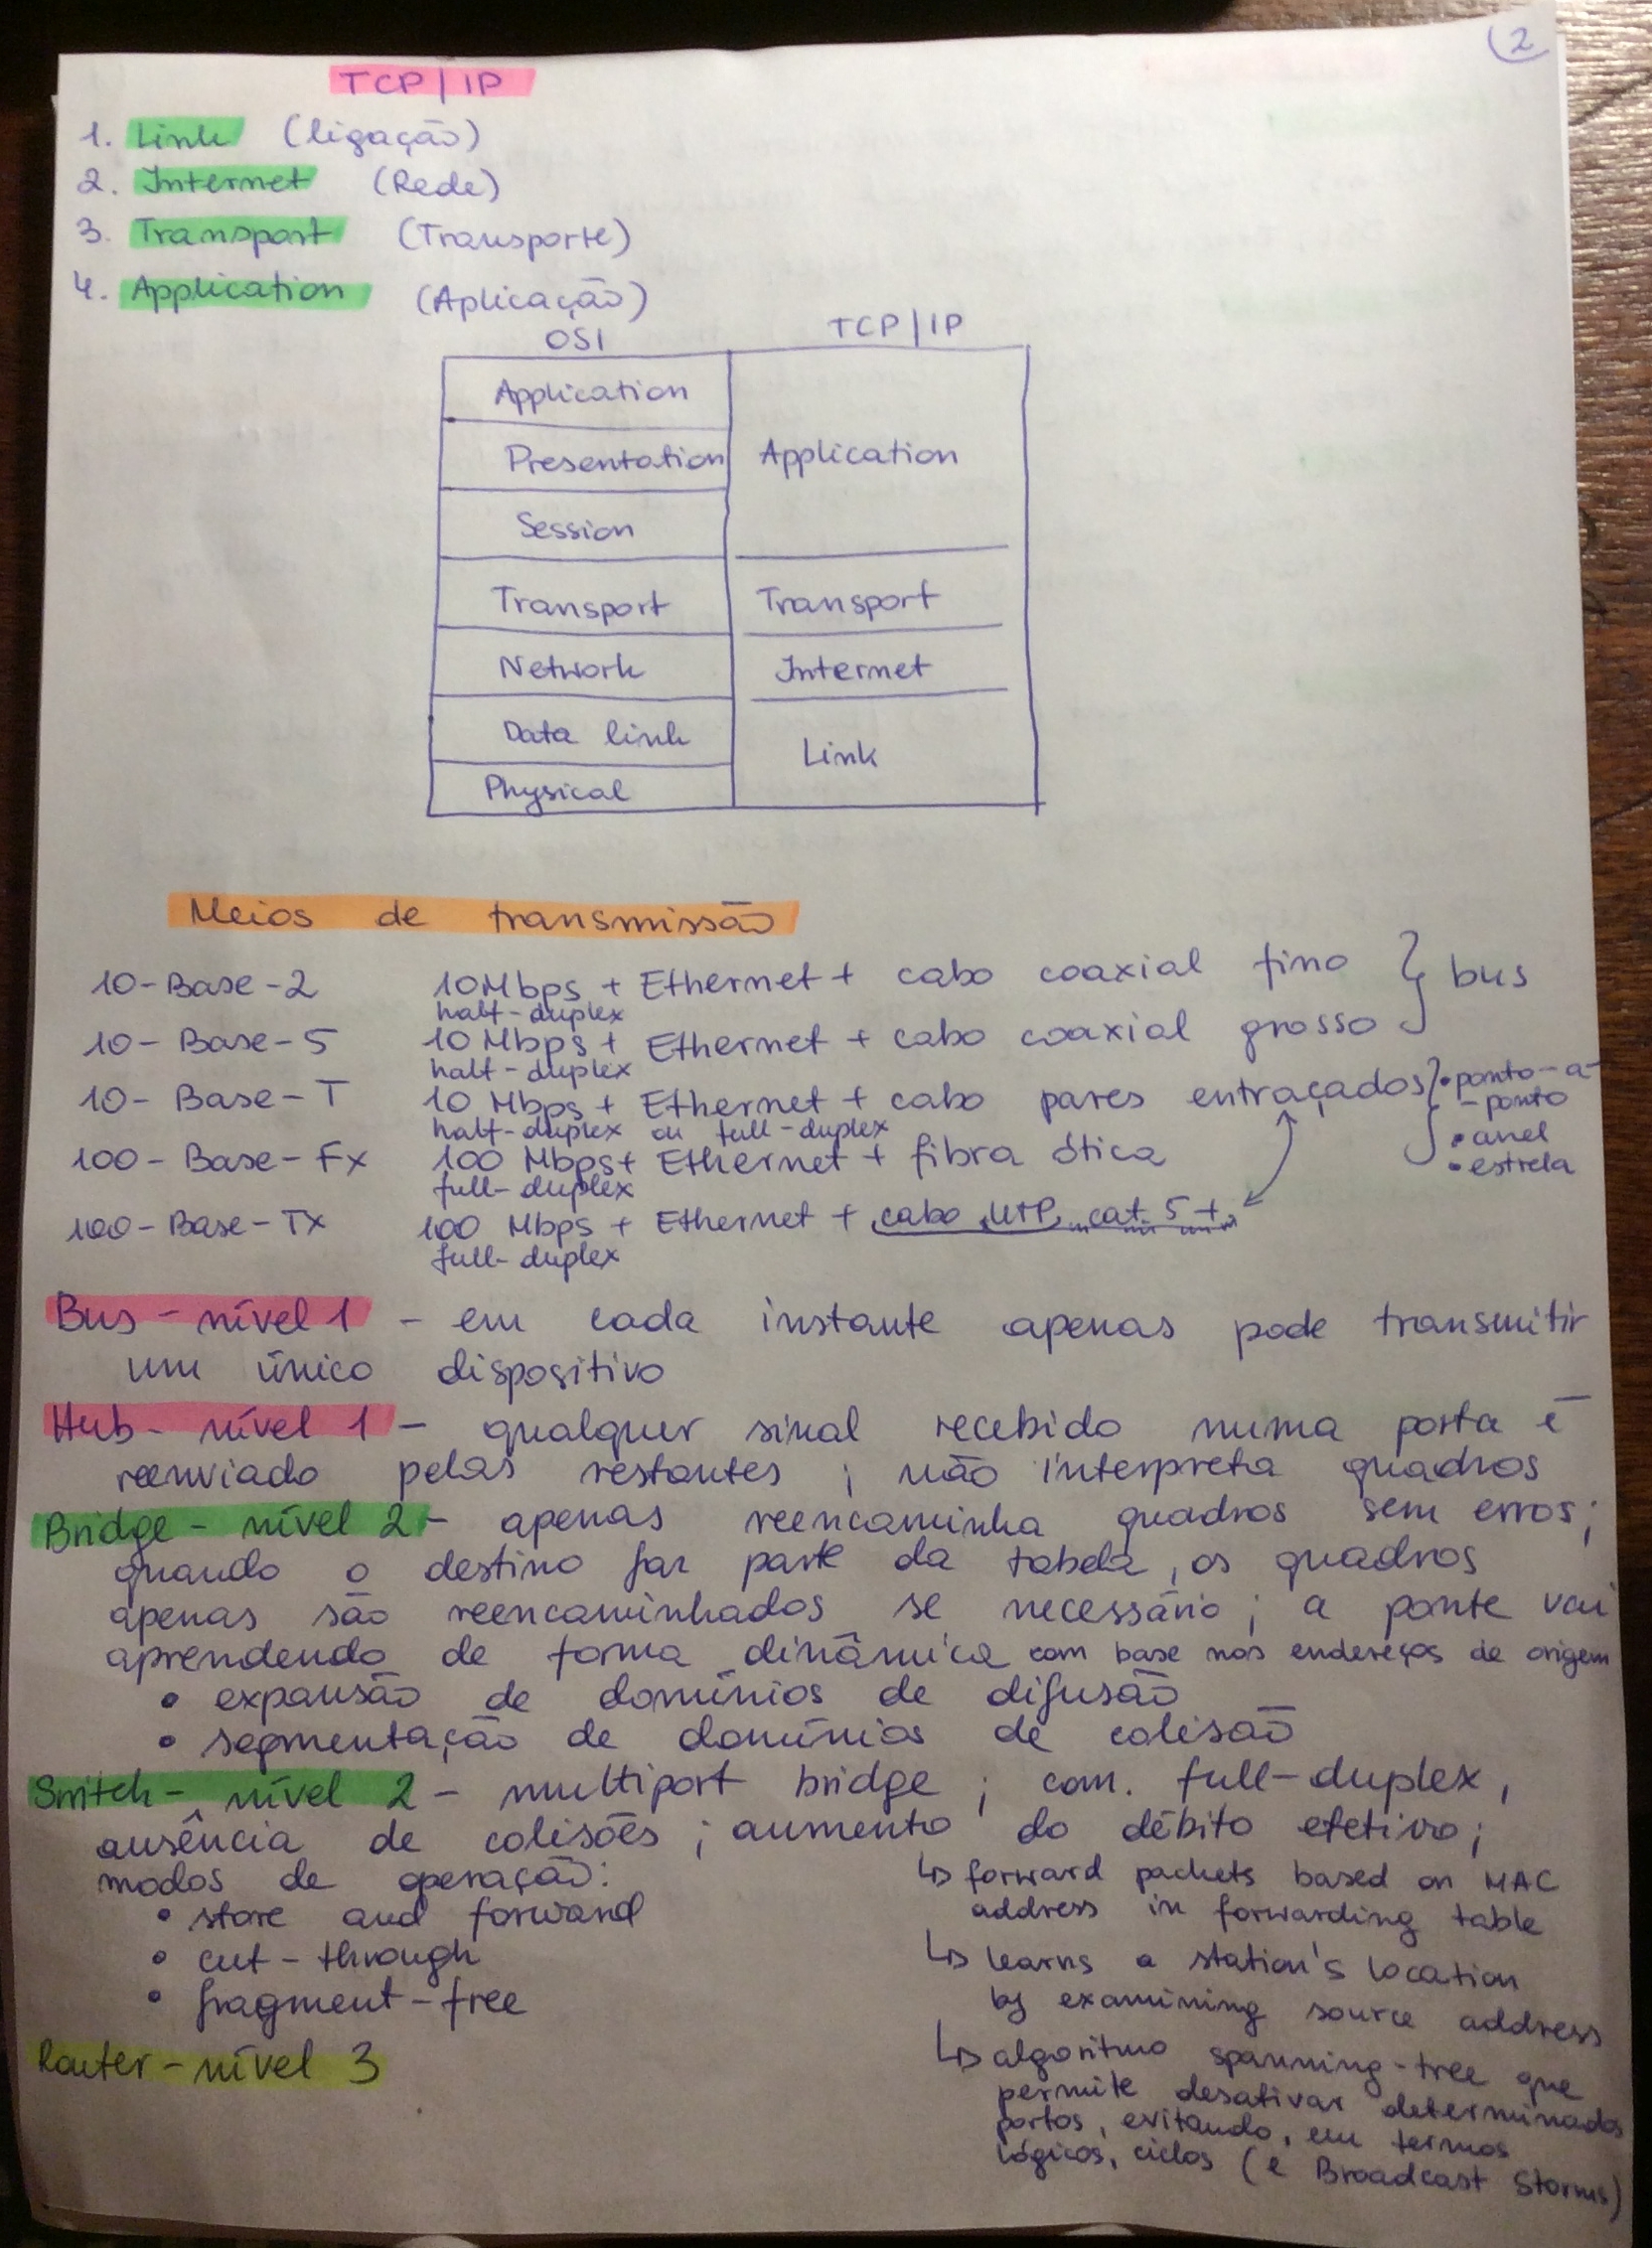 2
TCP/IP
1. Link (ligação)
2. Internet (Rede)
3. Transport (Transporte)
4. Application (Aplicação)
OSI TCP/IP
Application
Presentation Application
Session
Transport Transport
Network Internet
Data link
Link
Physical
Meios de transmissão
10-Base-2 10Mbps + Ethernet + cabo coaxial fino } bus
half-duplex
10-Base-5 10 Mbps + Ethernet + cabo coaxial grosso
half-duplex
10-Base-T 10 Mbps + Ethernet + cabo pares entraçados } • ponto-a-
-ponto
half-duplex ou full-duplex
• anel
100-Base-Fx 100 Mbps + Ethernet + fibra ótica
• estrela
full-duplex
100-Base-Tx 100 Mbps + Ethernet + cabo UTP cat. 5+
full-duplex
Bus - nível 1 - em cada instante apenas pode transmitir
um único dispositivo
Hub - nível 1 - qualquer sinal recebido numa porta é
reenviado pelas restantes ; não interpreta quadros
Bridge - nível 2 - apenas reencaminha quadros sem erros;
quando o destino faz parte da tabela, os quadros
apenas são reencaminhados se necessário ; a ponte vai
aprendendo de forma dinâmica com base nos endereços de origem
• expansão de domínios de difusão
• segmentação de domínios de colisão
Switch - nível 2 - multiport bridge ; com. full-duplex,
ausência de colisões ; aumento do débito efetivo;
modos de operação:
• store and forward
• cut-through
• fragment-free
↳ forward packets based on MAC
address in forwarding table
↳ learns a station's location
by examining source address
↳ algoritmo spanning-tree que
permite desativar determinados
portos, evitando, em termos
lógicos, ciclos (e Broadcast Storms)
Router - nível 3